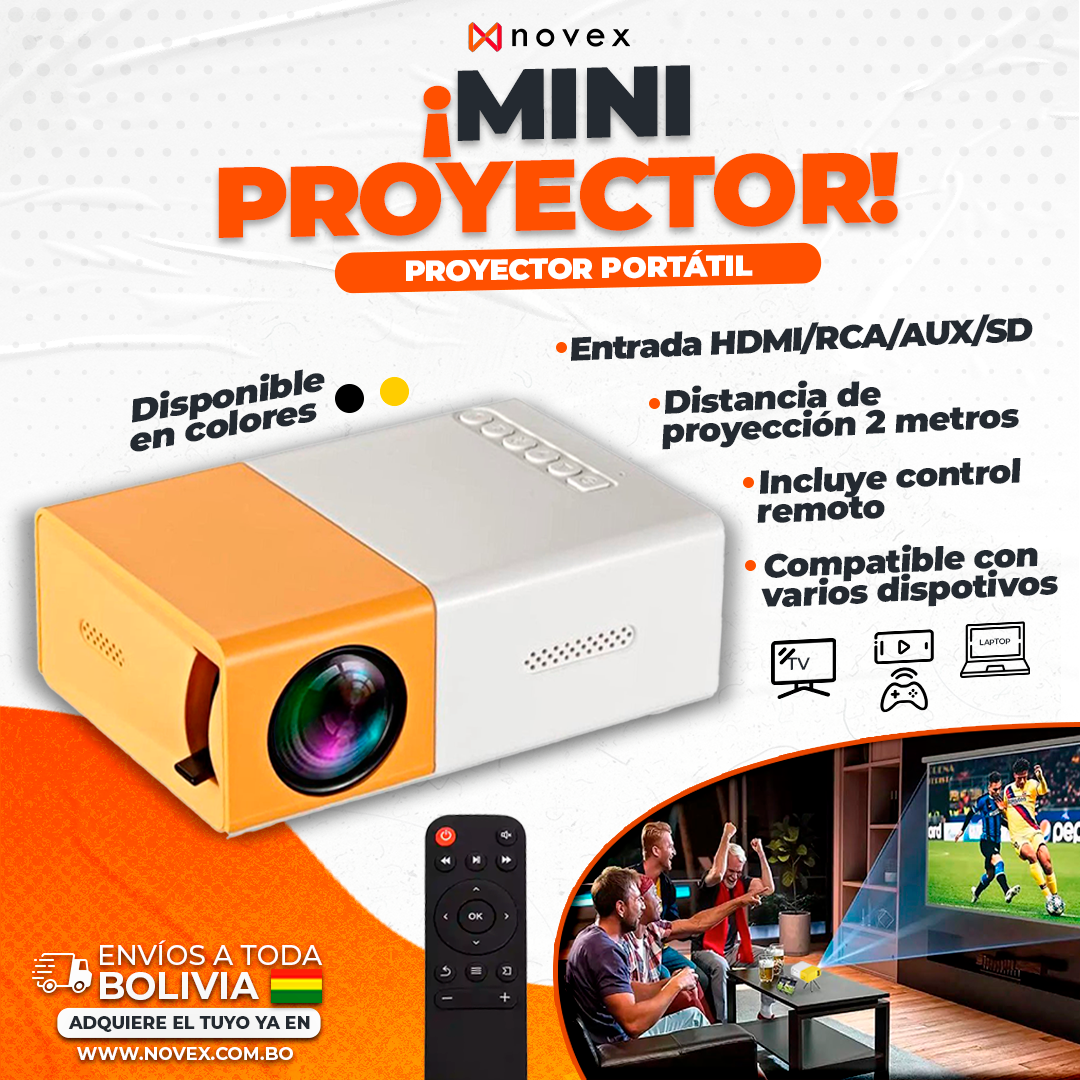 novex
¡MINI
PROYECTOR!
PROYECTOR PORTÁTIL
•Entrada HDMI/RCA/AUX/SD
Disponible
en colores
•Distancia de
proyección 2 metros
•Incluye control
remoto
•Compatible con
varios dispotivos
TV
LAPTOP
OK
ENVÍOS A TODA
BOLIVIA
ADQUIERE EL TUYO YA EN
WWW.NOVEX.COM.BO